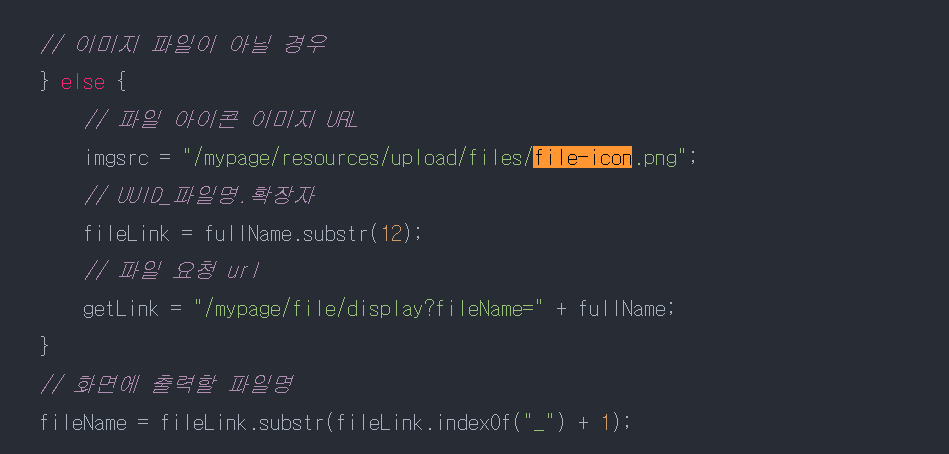 // 이미지 파일이 아닐 경우
} else {
// 파일 아이콘 이미지 URL
imgsrc = "/mypage/resources/upload/files/file-icon.png";
// UUID_파일명.확장자
fileLink = fullName.substr(12);
// 파일 요청 url
getLink = "/mypage/file/display?fileName=" + fullName;
}
// 화면에 출력할 파일명
fileName = fileLink.substr(fileLink.indexOf("_") + 1);